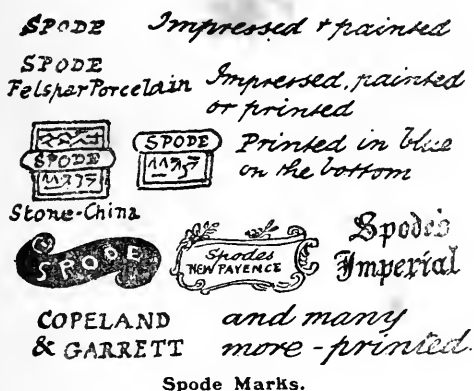 SPODE Impressed & painted
SPODE
Felspar Porcelain Impressed, painted
or printed
SPODE SPODE Printed in blue
on the bottom
Stone-China
SPODE Spodes
NEW FAYENCE
Spode's
Imperial
COPELAND and many
& GARRETT more - printed.
Spode Marks.